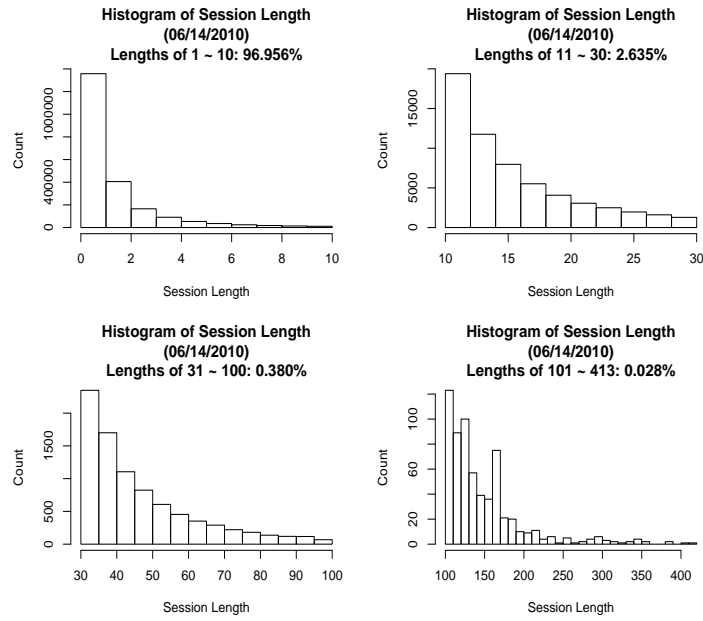 Histogram of Session Length
(06/14/2010)
Lengths of 1 ~ 10: 96.956%
Count
0
400000
1000000
0 2 4 6 8 10
Session Length
Histogram of Session Length
(06/14/2010)
Lengths of 11 ~ 30: 2.635%
Count
0
5000
15000
10 15 20 25 30
Session Length
Histogram of Session Length
(06/14/2010)
Lengths of 31 ~ 100: 0.380%
Count
0
500
1500
30 40 50 60 70 80 90 100
Session Length
Histogram of Session Length
(06/14/2010)
Lengths of 101 ~ 413: 0.028%
Count
0
20
60
100
100 150 200 250 300 350 400
Session Length